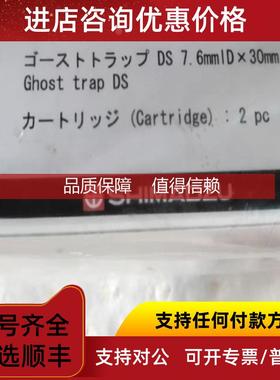 进店咨询优惠价格
ゴーストトラップ DS 7.6mmID×30mm
Ghost trap DS
カートリッジ (Cartridge) : 2 pc
品质保障 值得信赖
SHIMADZU
号齐全
选顺丰
支持任何付款方
支持对公 可开专票/普票